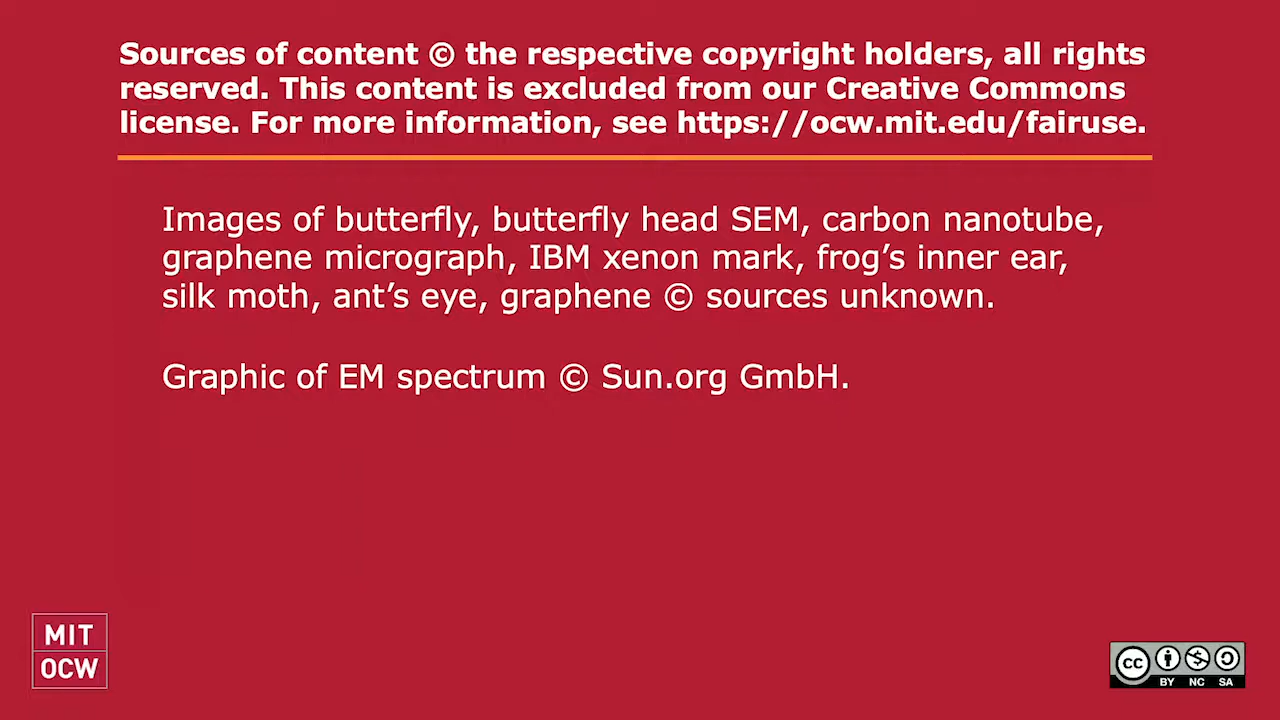 Sources of content © the respective copyright holders, all rights
reserved. This content is excluded from our Creative Commons
license. For more information, see https://ocw.mit.edu/fairuse.
Images of butterfly, butterfly head SEM, carbon nanotube,
graphene micrograph, IBM xenon mark, frog’s inner ear,
silk moth, ant’s eye, graphene © sources unknown.
Graphic of EM spectrum © Sun.org GmbH.
MIT
OCW
cc
BY NC SA